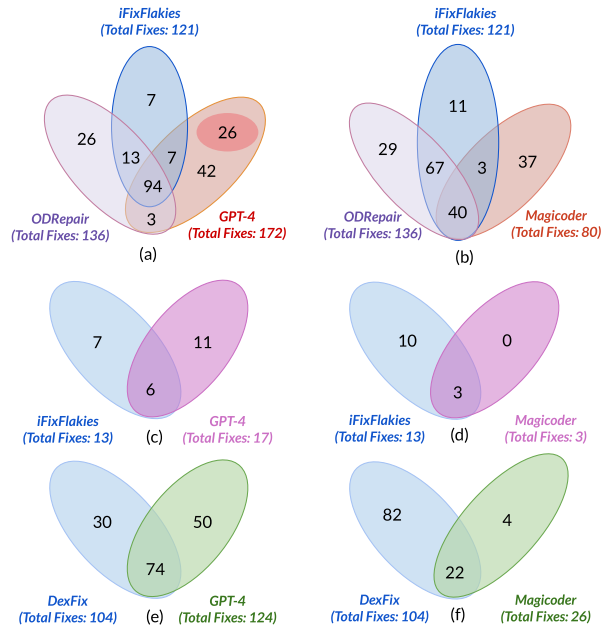 iFixFlakies
(Total Fixes: 121)
7
26
26
13
7
42
94
3
ODRepair
(Total Fixes: 136)
GPT-4
(Total Fixes: 172)
(a)
iFixFlakies
(Total Fixes: 121)
11
29
67
3
37
40
ODRepair
(Total Fixes: 136)
Magicoder
(Total Fixes: 80)
(b)
7
11
6
iFixFlakies
(Total Fixes: 13)
(c)
GPT-4
(Total Fixes: 17)
10
0
3
iFixFlakies
(Total Fixes: 13)
(d)
Magicoder
(Total Fixes: 3)
30
50
74
DexFix
(Total Fixes: 104)
(e)
GPT-4
(Total Fixes: 124)
82
4
22
DexFix
(Total Fixes: 104)
(f)
Magicoder
(Total Fixes: 26)